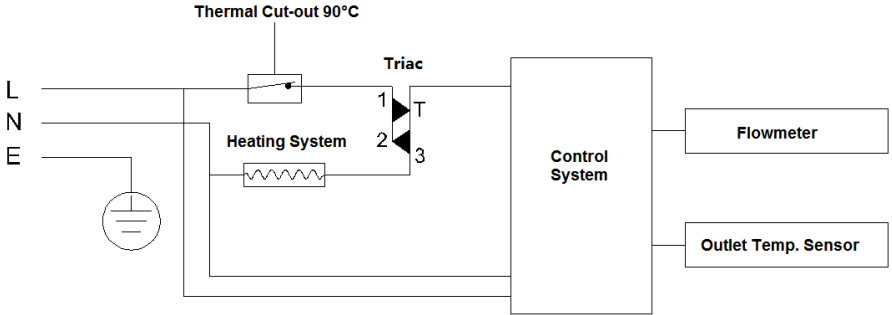 Thermal Cut-out 90°C
Triac
L
1
T
N
Flowmeter
2
Heating System
E
3
Control
System
Outlet Temp. Sensor